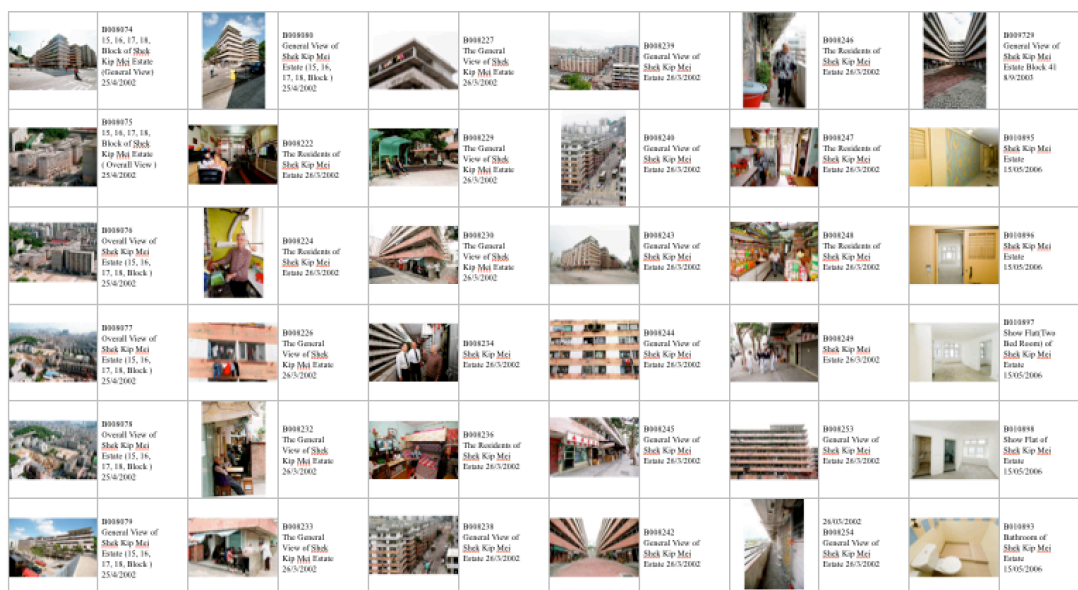 B008074
15, 16, 17, 18,
Block of Shek
Kip Mei Estate
(General View)
25/4/2002
B008080
General View of
Shek Kip Mei
Estate (15, 16,
17, 18, Block )
25/4/2002
B008227
The General
View of Shek
Kip Mei Estate
26/3/2002
B008239
General View of
Shek Kip Mei
Estate 26/3/2002
B008246
The Residents of
Shek Kip Mei
Estate 26/3/2002
B009729
General View of
Shek Kip Mei
Estate Block 41
8/9/2003
B008075
15, 16, 17, 18,
Block of Shek
Kip Mei Estate
( Overall View )
25/4/2002
B008222
The Residents of
Shek Kip Mei
Estate 26/3/2002
B008229
The General
View of Shek
Kip Mei Estate
26/3/2002
B008240
General View of
Shek Kip Mei
Estate 26/3/2002
B008247
The Residents of
Shek Kip Mei
Estate 26/3/2002
B010895
Shek Kip Mei
Estate
15/05/2006
B008076
Overall View of
Shek Kip Mei
Estate (15, 16,
17, 18, Block )
25/4/2002
B008224
The Residents of
Shek Kip Mei
Estate 26/3/2002
B008230
The General
View of Shek
Kip Mei Estate
26/3/2002
B008243
General View of
Shek Kip Mei
Estate 26/3/2002
B008248
The Residents of
Shek Kip Mei
Estate 26/3/2002
B010896
Shek Kip Mei
Estate
15/05/2006
B008077
Overall View of
Shek Kip Mei
Estate (15, 16,
17, 18, Block )
25/4/2002
B008226
The General
View of Shek
Kip Mei Estate
26/3/2002
B008234
Shek Kip Mei
Estate 26/3/2002
B008244
General View of
Shek Kip Mei
Estate 26/3/2002
B008249
Shek Kip Mei
Estate 26/3/2002
B010897
Show Flat(Two
Bed Room) of
Shek Kip Mei
Estate
15/05/2006
B008078
Overall View of
Shek Kip Mei
Estate (15, 16,
17, 18, Block )
25/4/2002
B008232
The General
View of Shek
Kip Mei Estate
26/3/2002
B008236
The Residents of
Shek Kip Mei
Estate 26/3/2002
B008245
General View of
Shek Kip Mei
Estate 26/3/2002
B008253
General View of
Shek Kip Mei
Estate 26/3/2002
B010898
Show Flat of
Shek Kip Mei
Estate
15/05/2006
B008079
General View of
Shek Kip Mei
Estate (15, 16,
17, 18, Block )
25/4/2002
B008233
The General
View of Shek
Kip Mei Estate
26/3/2002
B008238
General View of
Shek Kip Mei
Estate 26/3/2002
B008242
General View of
Shek Kip Mei
Estate 26/3/2002
26/03/2002
B008254
General View of
Shek Kip Mei
Estate 26/3/2002
B010893
Bathroom of
Shek Kip Mei
Estate
15/05/2006